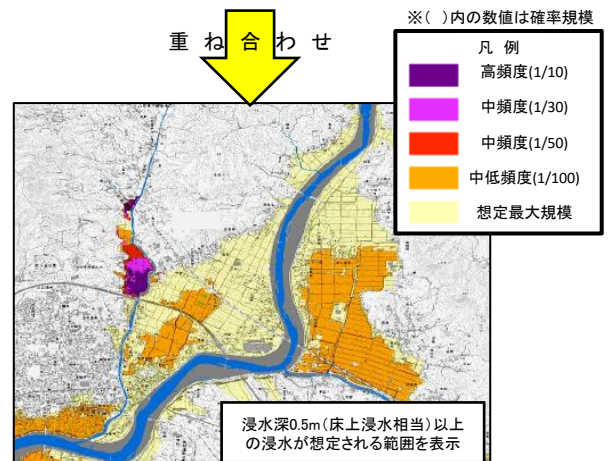 ※( )内の数値は確率規模
重 ね 合 わ せ
凡 例
高頻度(1/10)
中頻度(1/30)
中頻度(1/50)
中低頻度(1/100)
想定最大規模
浸水深0.5m(床上浸水相当)以上
の浸水が想定される範囲を表示